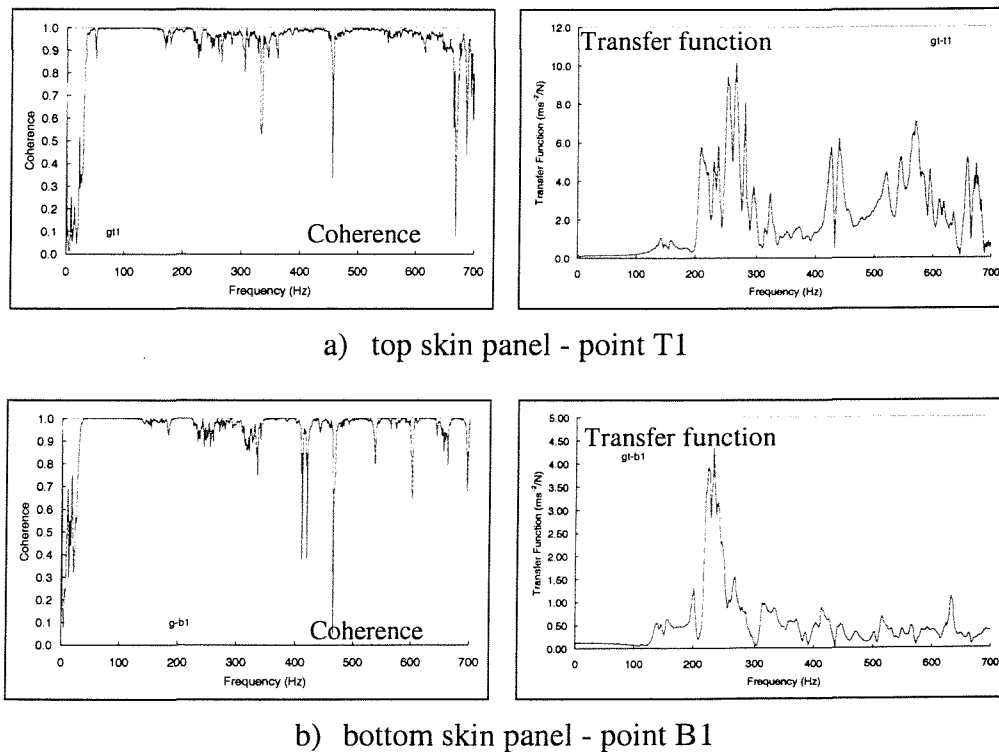 1.0
0.9
0.8
0.7
0.6
0.5
0.4
0.3
0.2
0.1
0.0
Coherence
gt1
Coherence
0 100 200 300 400 500 600 700
Frequency (Hz)
Transfer function
gt-t1
12.0
10.0
8.0
6.0
4.0
2.0
.0
Transfer Function (ms⁻²/N)
0 100 200 300 400 500 600 700
Frequency (Hz)
a) top skin panel - point T1
1.0
0.9
0.8
0.7
0.6
0.5
0.4
0.3
0.2
0.1
0.0
Coherence
g-b1
Coherence
0 100 200 300 400 500 600 700
Frequency (Hz)
Transfer function
gt-b1
5.00
4.50
4.00
3.50
3.00
2.50
2.00
1.50
1.00
0.50
0.00
Transfer Function (ms⁻²/N)
0 100 200 300 400 500 600 700
Frequency (Hz)
b) bottom skin panel - point B1